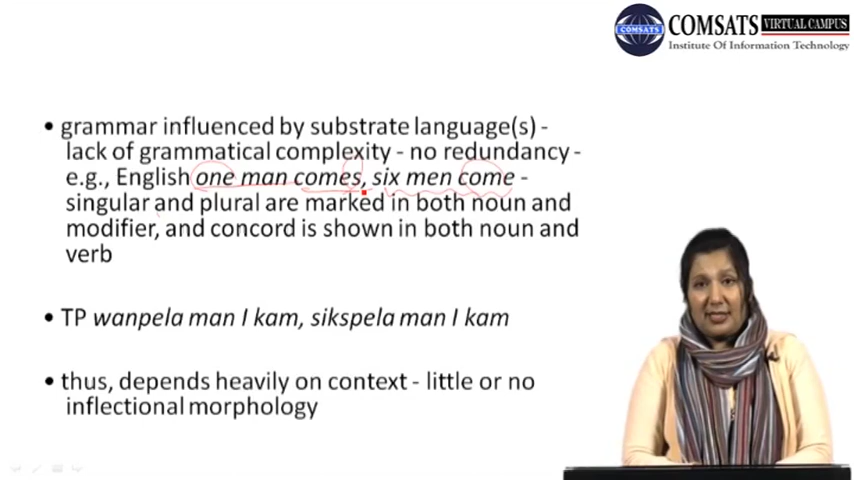 COMSATS VIRTUAL CAMPUS
COMSATS
Institute Of Information Technology
• grammar influenced by substrate language(s) -
lack of grammatical complexity - no redundancy -
e.g., English one man comes, six men come -
singular and plural are marked in both noun and
modifier, and concord is shown in both noun and
verb
• TP wanpela man I kam, sikspela man I kam
• thus, depends heavily on context - little or no
inflectional morphology